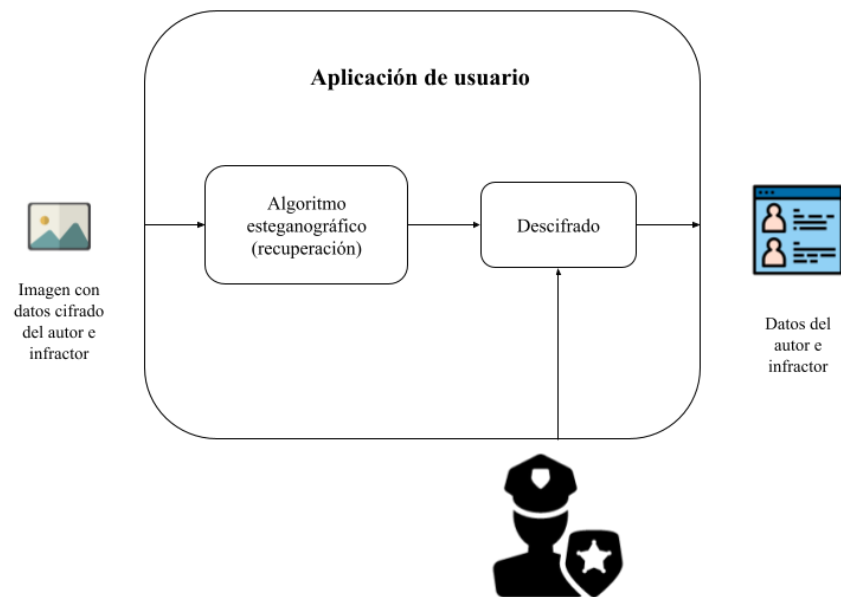 Aplicación de usuario
Algoritmo
esteganográfico
(recuperación)
Descifrado
Imagen con
datos cifrado
del autor e
infractor
Datos del
autor e
infractor